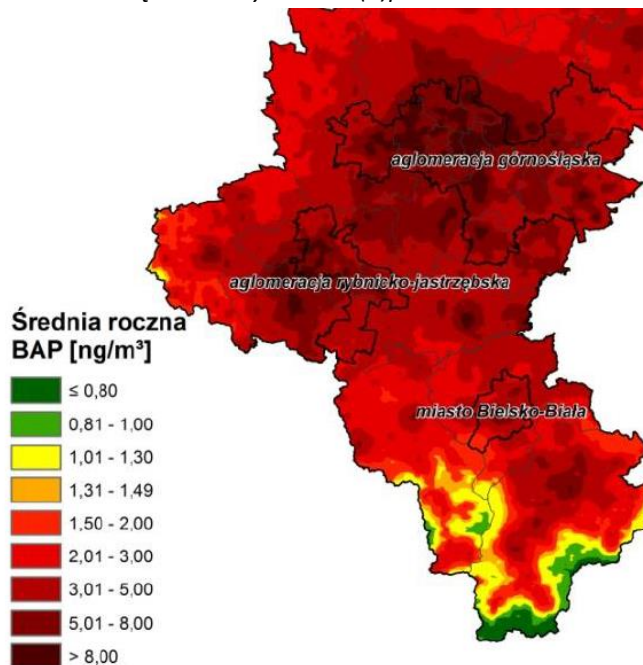 aglomeracja górnośląska
aglomeracja rybnicko-jastrzębska
Średnia roczna
BAP [ng/m³]
≤ 0,80
0,81 - 1,00
1,01 - 1,30
1,31 - 1,49
1,50 - 2,00
2,01 - 3,00
3,01 - 5,00
5,01 - 8,00
> 8,00
miasto Bielsko-Biała